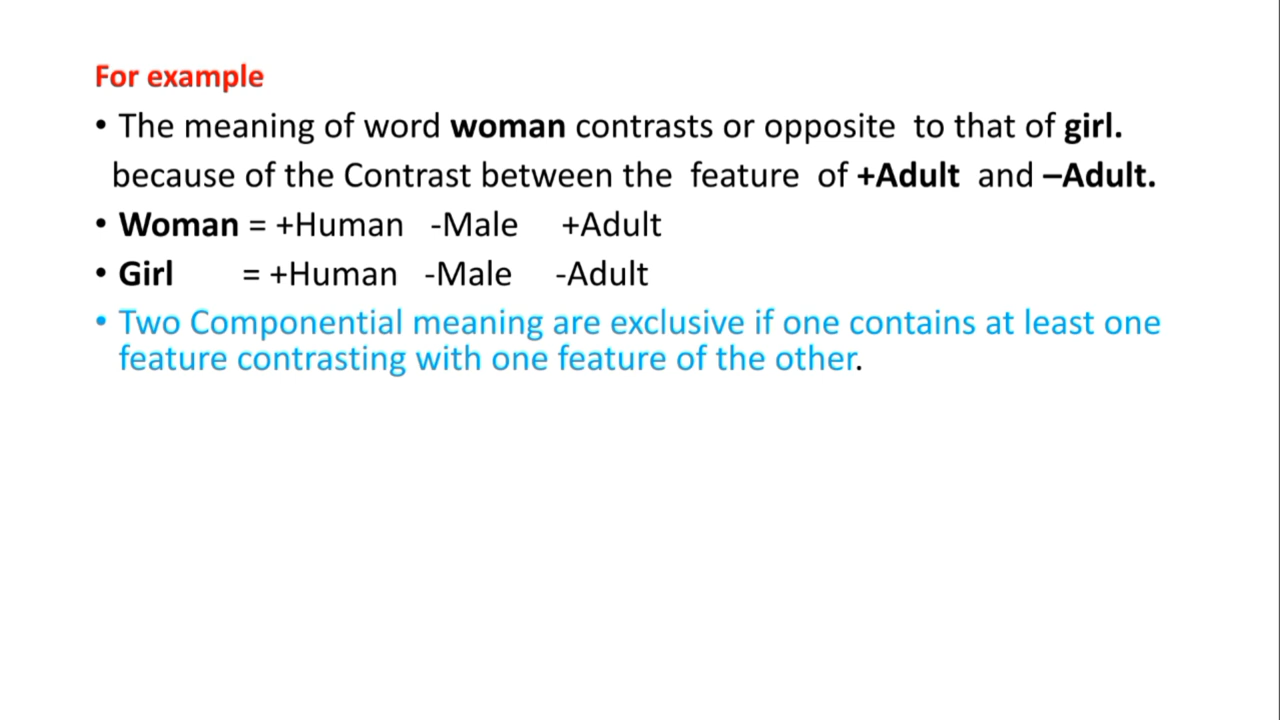 For example
• The meaning of word woman contrasts or opposite to that of girl.
because of the Contrast between the feature of +Adult and –Adult.
• Woman = +Human -Male +Adult
• Girl = +Human -Male -Adult
• Two Componential meaning are exclusive if one contains at least one
feature contrasting with one feature of the other.